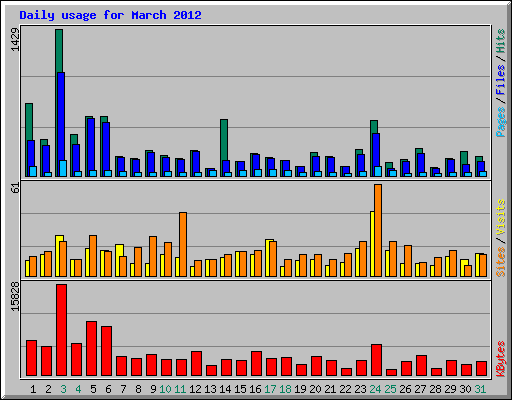 Daily usage for March 2012
1429
Pages / Files / Hits
61
Sites / Visits
15828
KBytes
1 2 3 4 5 6 7 8 9 10 11 12 13 14 15 16 17 18 19 20 21 22 23 24 25 26 27 28 29 30 31